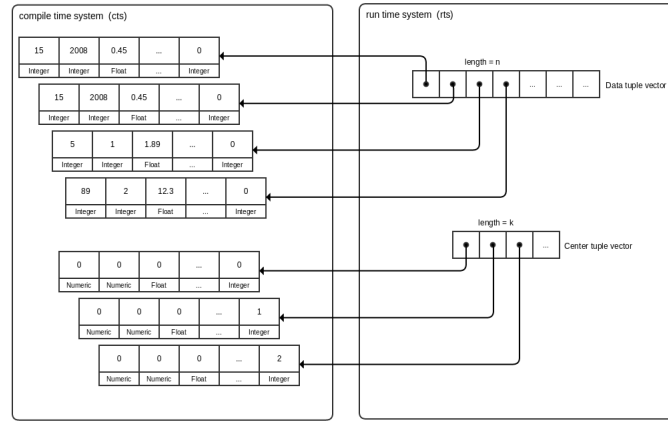 compile time system (cts)
run time system (rts)
15 2008 0.45 ... 0
Integer Integer Float ... Integer
length = n
... ... ...
Data tuple vector
15 2008 0.45 ... 0
Integer Integer Float ... Integer
5 1 1.89 ... 0
Integer Integer Float ... Integer
89 2 12.3 ... 0
Integer Integer Float ... Integer
length = k
...
Center tuple vector
0 0 0 ... 0
Numeric Numeric Float ... Integer
0 0 0 ... 1
Numeric Numeric Float ... Integer
0 0 0 ... 2
Numeric Numeric Float ... Integer